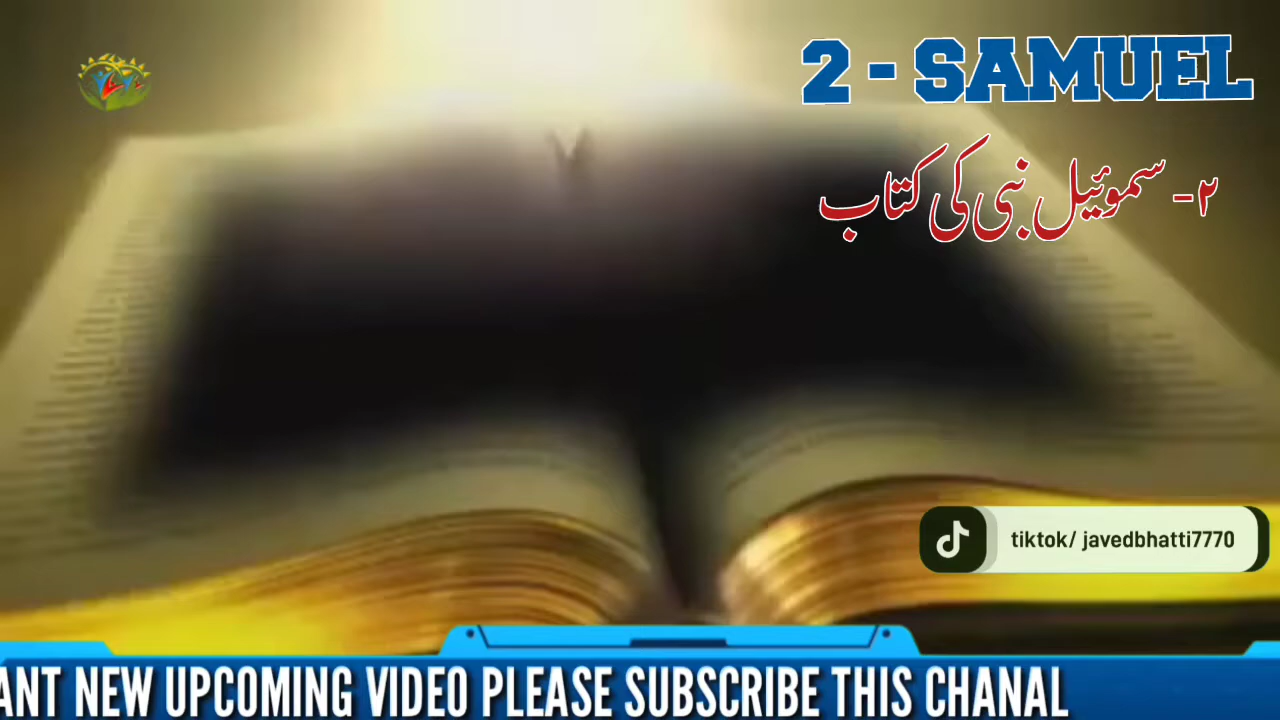 2 - SAMUEL
۲- سموئیل نبی کی کتاب
tiktok/ javedbhatti7770
ANT NEW UPCOMING VIDEO PLEASE SUBSCRIBE THIS CHANAL